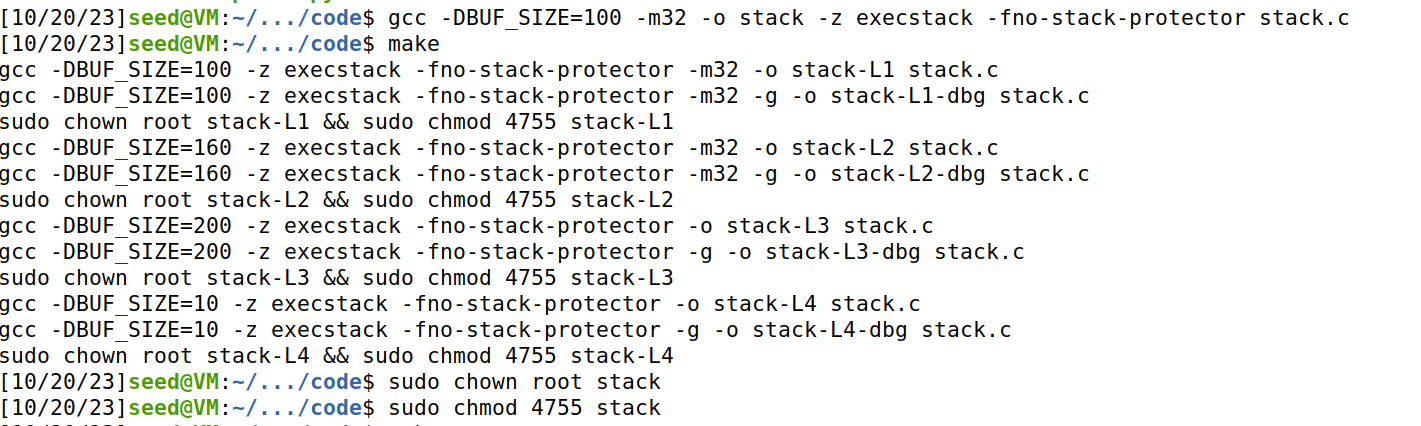 [10/20/23]seed@VM:~/.../code$ gcc -DBUF_SIZE=100 -m32 -o stack -z execstack -fno-stack-protector stack.c
[10/20/23]seed@VM:~/.../code$ make
gcc -DBUF_SIZE=100 -z execstack -fno-stack-protector -m32 -o stack-L1 stack.c
gcc -DBUF_SIZE=100 -z execstack -fno-stack-protector -m32 -g -o stack-L1-dbg stack.c
sudo chown root stack-L1 && sudo chmod 4755 stack-L1
gcc -DBUF_SIZE=160 -z execstack -fno-stack-protector -m32 -o stack-L2 stack.c
gcc -DBUF_SIZE=160 -z execstack -fno-stack-protector -m32 -g -o stack-L2-dbg stack.c
sudo chown root stack-L2 && sudo chmod 4755 stack-L2
gcc -DBUF_SIZE=200 -z execstack -fno-stack-protector -o stack-L3 stack.c
gcc -DBUF_SIZE=200 -z execstack -fno-stack-protector -g -o stack-L3-dbg stack.c
sudo chown root stack-L3 && sudo chmod 4755 stack-L3
gcc -DBUF_SIZE=10 -z execstack -fno-stack-protector -o stack-L4 stack.c
gcc -DBUF_SIZE=10 -z execstack -fno-stack-protector -g -o stack-L4-dbg stack.c
sudo chown root stack-L4 && sudo chmod 4755 stack-L4
[10/20/23]seed@VM:~/.../code$ sudo chown root stack
[10/20/23]seed@VM:~/.../code$ sudo chmod 4755 stack